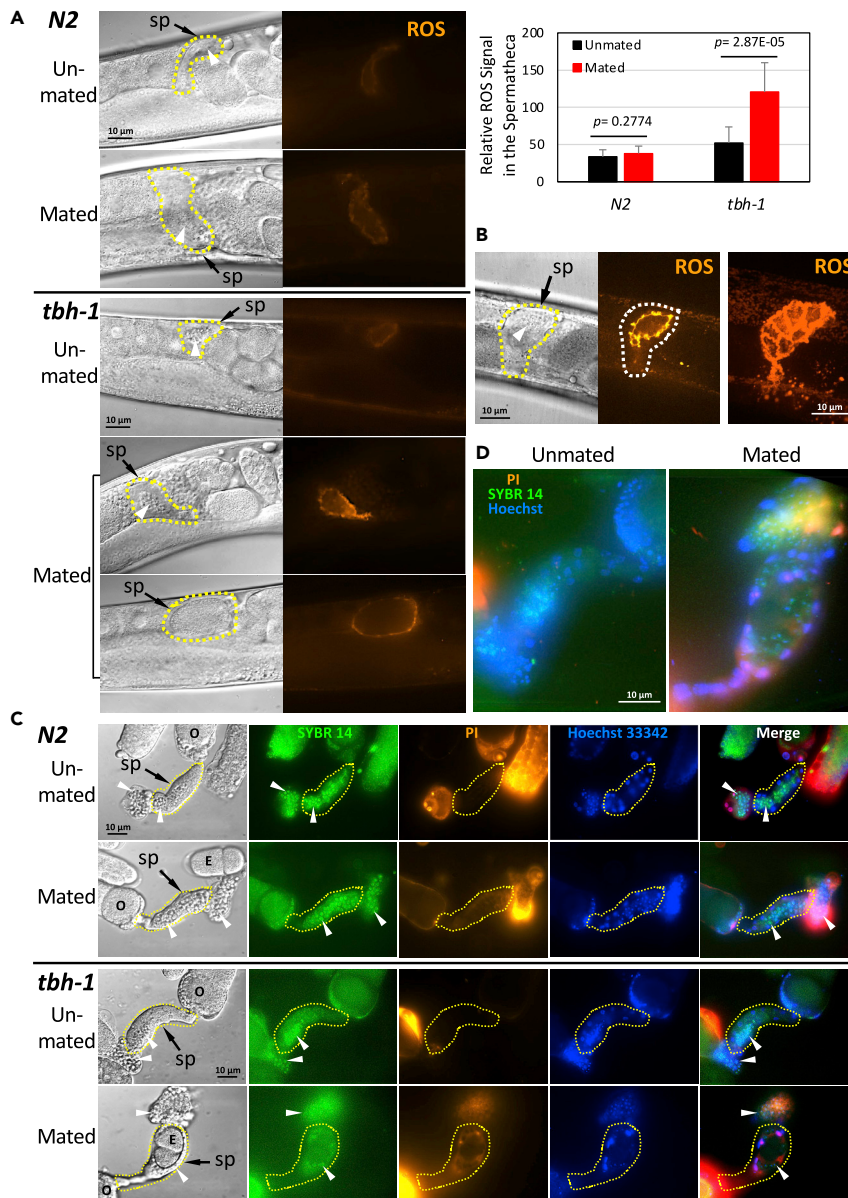 A
N2
Un-
mated
sp
ROS
10 µm
Mated
sp
tbh-1
Un-
mated
sp
10 µm
sp
Mated
sp
Relative ROS Signal
in the Spermatheca
200
150
100
50
0
Unmated
Mated
p= 0.2774
p= 2.87E-05
N2
tbh-1
B
sp
10 µm
ROS
ROS
10 µm
D
Unmated
Mated
PI
SYBR 14
Hoechst
10 µm
C
N2
Un-
mated
O
sp
10 µm
SYBR 14
PI
Hoechst 33342
Merge
Mated
sp
E
O
tbh-1
Un-
mated
O
sp
10 µm
Mated
E
sp
O